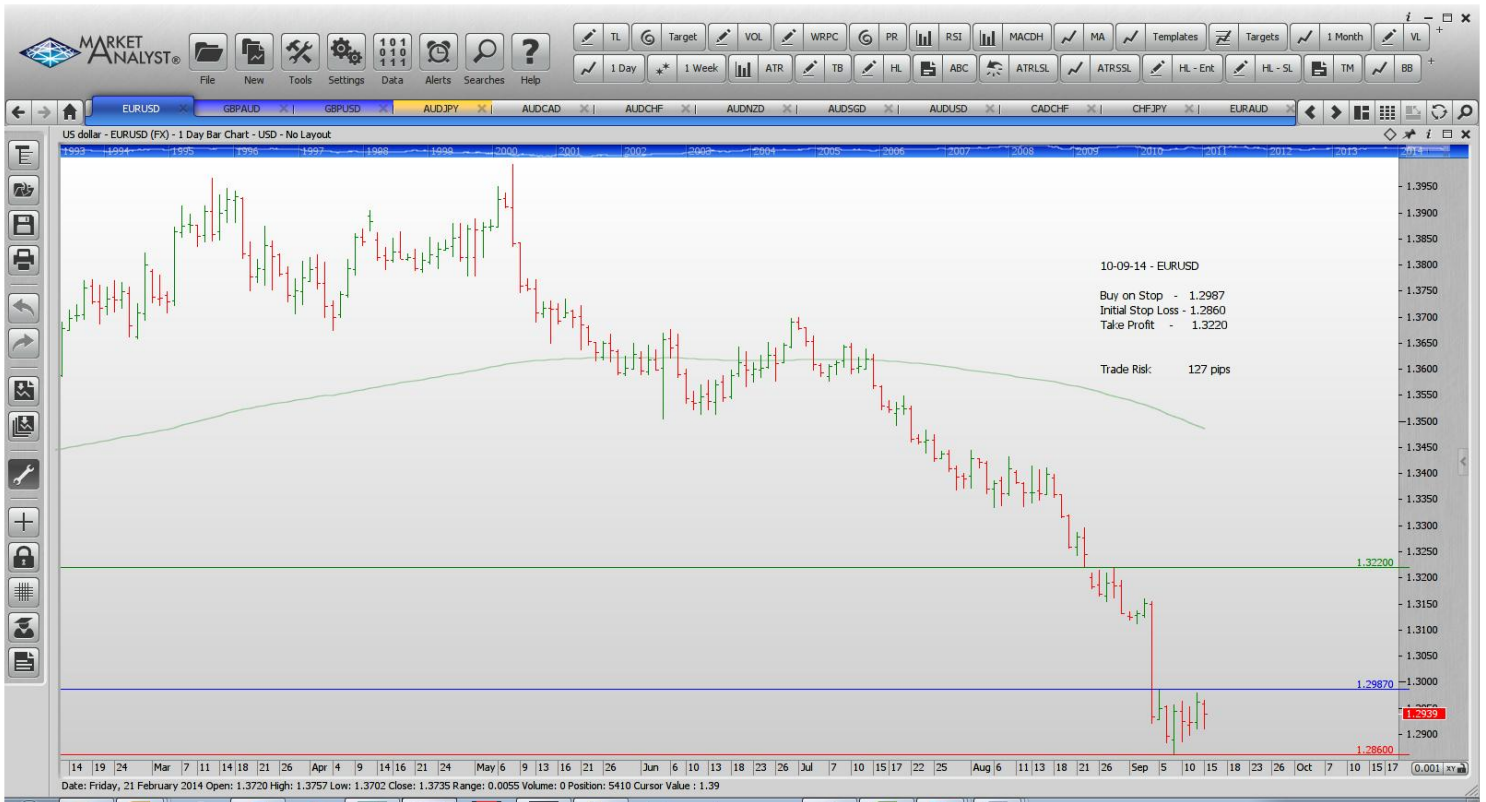 MARKET
ANALYST®
File New Tools Settings Data Alerts Searches Help
TL Target VOL WRPC PR RSI MACDH MA Templates Targets 1 Month VL +
1 Day 1 Week ATR TB HL ABC ATRLSL ATRSSL HL - Ent HL - SL TM BB +
EURUSD GBPAUD GBPUSD AUDJPY AUDCAD AUDCHF AUDNZD AUDSGD AUDUSD CADCHF CHFJPY EURAUD
US dollar - EURUSD (FX) - 1 Day Bar Chart - USD - No Layout
1993 1994 1995 1996 1997 1998 1999 2000 2001 2002 2003 2004 2005 2006 2007 2008 2009 2010 2011 2012 2013 2014
1.3950
1.3900
1.3850
1.3800
1.3750
1.3700
1.3650
1.3600
1.3550
1.3500
1.3450
1.3400
1.3350
1.3300
1.3250
1.3200
1.3150
1.3100
1.3050
1.3000
1.2939
1.2900
10-09-14 - EURUSD
Buy on Stop - 1.2987
Initial Stop Loss - 1.2860
Take Profit - 1.3220
Trade Risk: 127 pips
1.32200
1.29870
1.28600
14 19 24 Mar 7 11 14 18 21 26 Apr 4 9 14 16 21 24 May 6 9 13 16 21 26 Jun 6 10 13 18 23 26 Jul 7 10 15 17 22 25 Aug 6 11 13 18 21 26 Sep 5 10 15 18 23 26 Oct 7 10 15 17 0.001 XY
Date: Friday, 21 February 2014 Open: 1.3720 High: 1.3757 Low: 1.3702 Close: 1.3735 Range: 0.0055 Volume: 0 Position: 5410 Cursor Value : 1.39